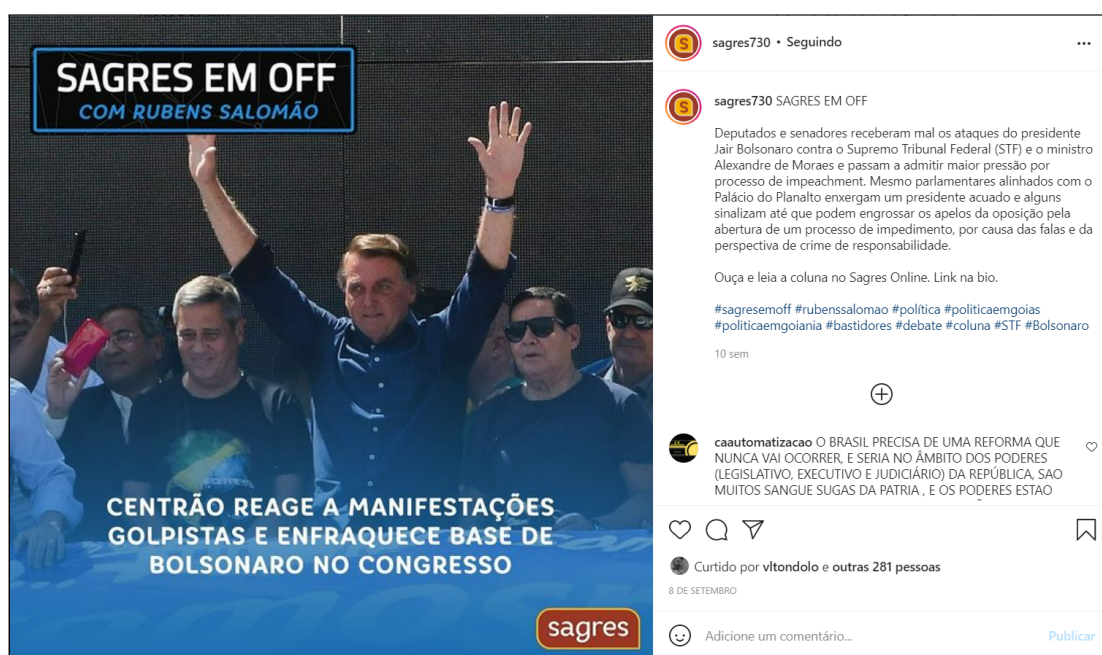 SAGRES EM OFF
COM RUBENS SALOMÃO
CENTRÃO REAGE A MANIFESTAÇÕES
GOLPISTAS E ENFRAQUECE BASE DE
BOLSONARO NO CONGRESSO
sagres
S
sagres730 • Seguindo
S
sagres730 SAGRES EM OFF
Deputados e senadores receberam mal os ataques do presidente
Jair Bolsonaro contra o Supremo Tribunal Federal (STF) e o ministro
Alexandre de Moraes e passam a admitir maior pressão por
processo de impeachment. Mesmo parlamentares alinhados com o
Palácio do Planalto enxergam um presidente acuado e alguns
sinalizam até que podem engrossar os apelos da oposição pela
abertura de um processo de impedimento, por causa das falas e da
perspectiva de crime de responsabilidade.
Ouça e leia a coluna no Sagres Online. Link na bio.
#sagresemoff #rubenssalomao #política #politicaemgoias
#politicaemgoiania #bastidores #debate #coluna #STF #Bolsonaro
10 sem
caautomatizacao O BRASIL PRECISA DE UMA REFORMA QUE
NUNCA VAI OCORRER, E SERIA NO ÂMBITO DOS PODERES
(LEGISLATIVO, EXECUTIVO E JUDICIÁRIO) DA REPÚBLICA, SAO
MUITOS SANGUE SUGAS DA PATRIA , E OS PODERES ESTAO
Curtido por vltondolo e outras 281 pessoas
8 DE SETEMBRO
Adicione um comentário...
Publicar